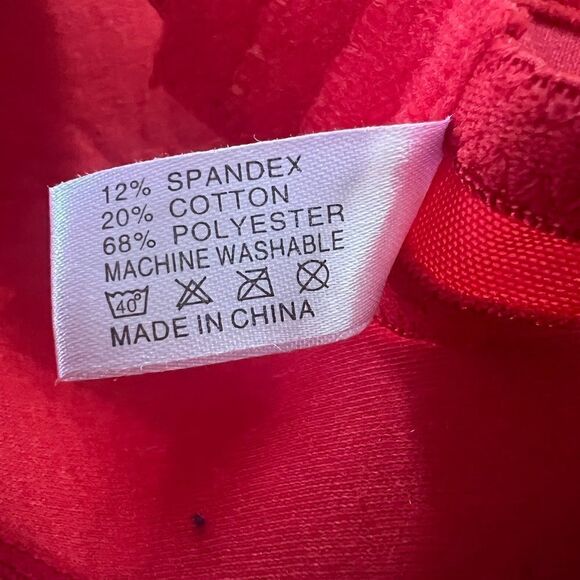 12% SPANDEX
20% COTTON
68% POLYESTER
MACHINE WASHABLE
40°
MADE IN CHINA